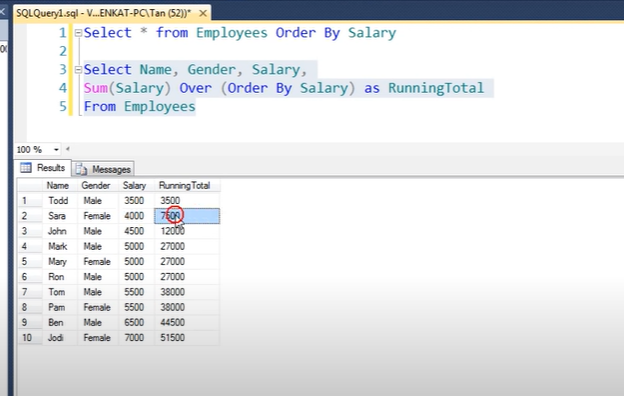 SQLQuery1.sql - V...ENKAT-PC\Tan (52))* ×
1 Select * from Employees Order By Salary
2
3 Select Name, Gender, Salary,
4 Sum(Salary) Over (Order By Salary) as RunningTotal
5 From Employees
100 %
Results Messages
Name Gender Salary RunningTotal
1 Todd Male 3500 3500
2 Sara Female 4000 7500
3 John Male 4500 12000
4 Mark Male 5000 27000
5 Mary Female 5000 27000
6 Ron Male 5000 27000
7 Tom Male 5500 38000
8 Pam Female 5500 38000
9 Ben Male 6500 44500
10 Jodi Female 7000 51500